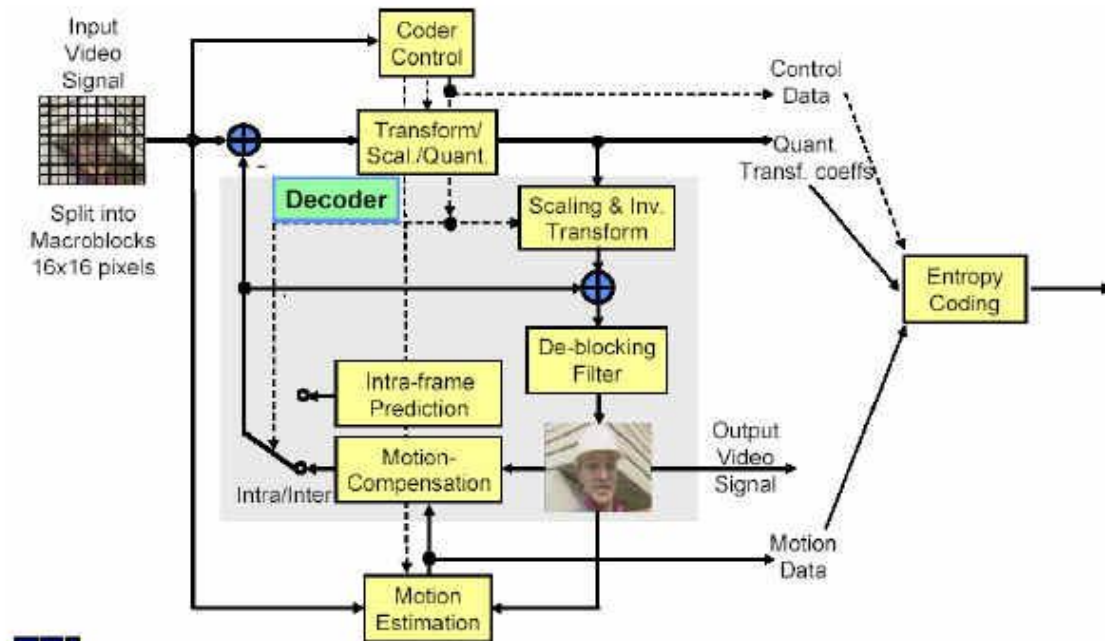 Input
Video
Signal
Coder
Control
Control
Data
Transform/
Scal./Quant.
Quant.
Transf. coeffs
-
Decoder
Split into
Macroblocks
16x16 pixels
Scaling & Inv.
Transform
Entropy
Coding
De-blocking
Filter
Intra-frame
Prediction
Motion-
Compensation
Output
Video
Signal
Intra/Inter
Motion
Data
Motion
Estimation